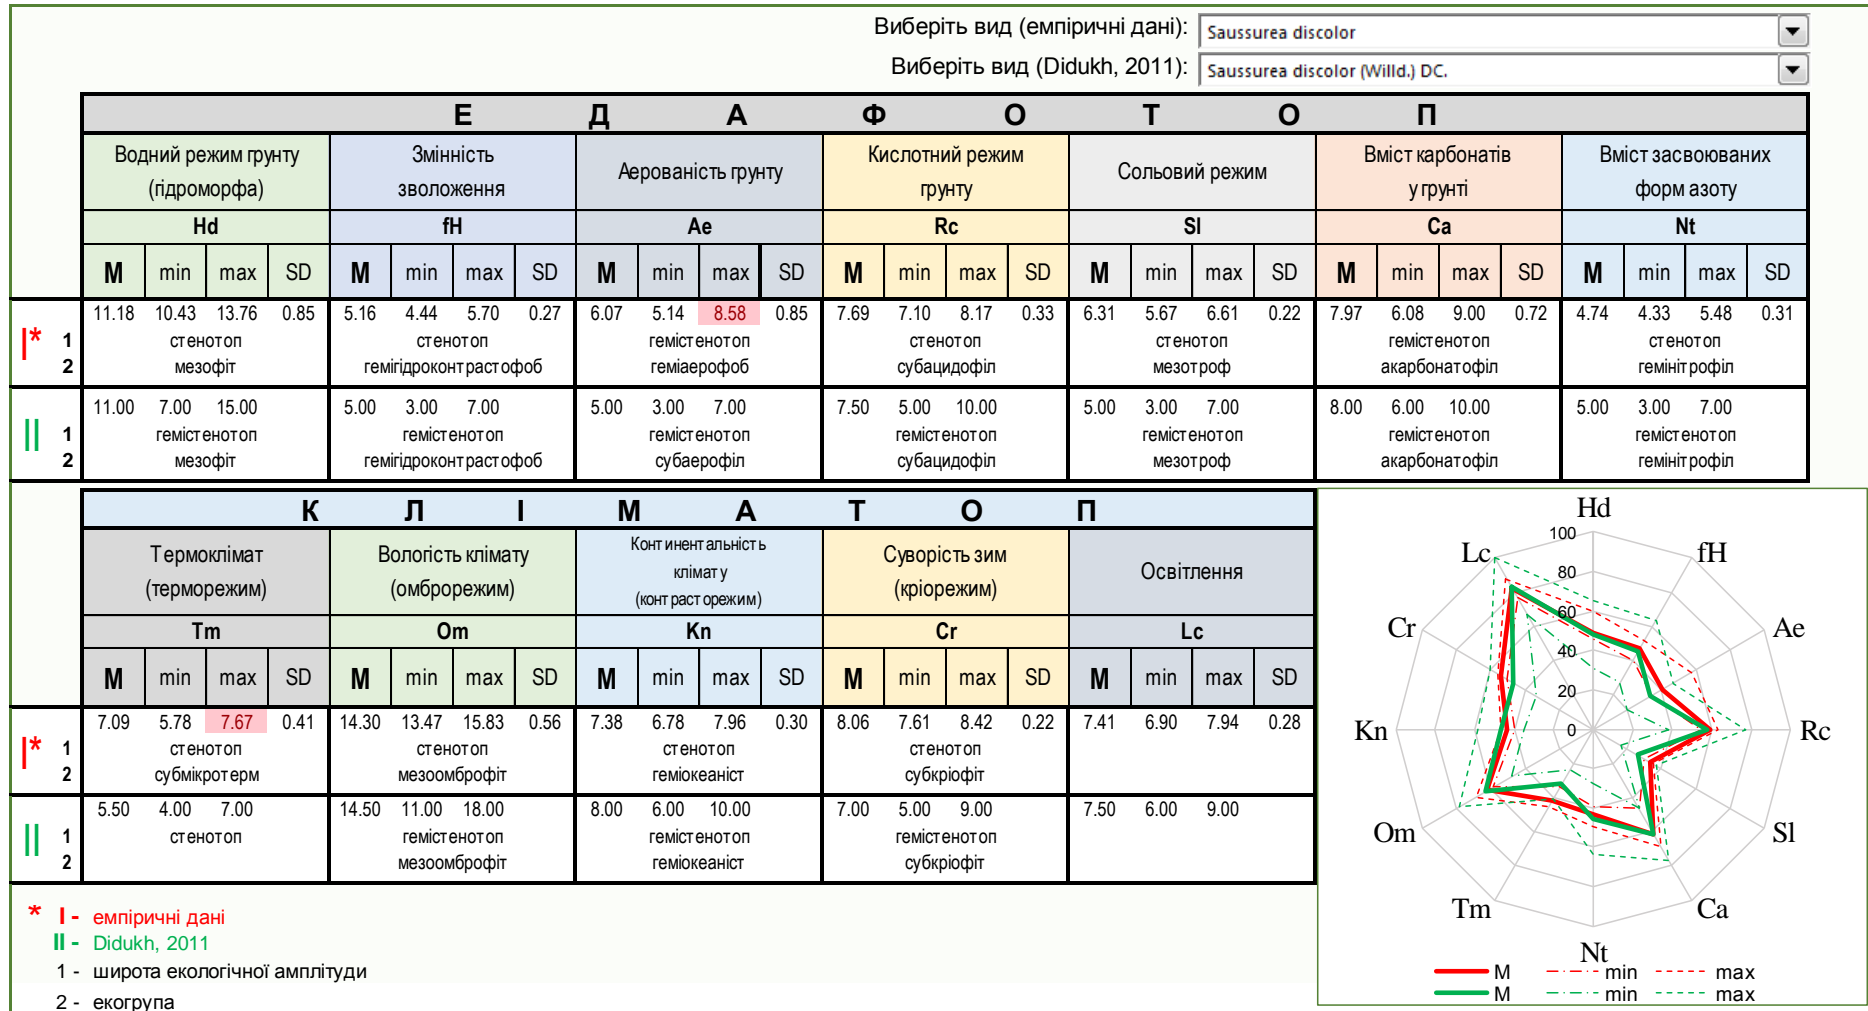 Виберіть вид (емпіричні дані): Saussurea discolor
Виберіть вид (Didukh, 2011): Saussurea discolor (Willd.) DC.
Е Д А Ф О Т О П
Водний режим грунту (гідроморфа) Змінність зволоження Аерованість грунту Кислотний режим грунту Сольовий режим Вміст карбонатів у грунті Вміст засвоюваних форм азоту
Hd fH Ae Rc Sl Ca Nt
M min max SD M min max SD M min max SD M min max SD M min max SD M min max SD M min max SD
I* 11.18 10.43 13.76 0.85 5.16 4.44 5.70 0.27 6.07 5.14 8.58 0.85 7.69 7.10 8.17 0.33 6.31 5.67 6.61 0.22 7.97 6.08 9.00 0.72 4.74 4.33 5.48 0.31
1 стенотоп стенотоп гемістенотоп стенотоп стенотоп гемістенотоп стенотоп
2 мезофіт гемігідроконтрастофоб геміаерофоб субацидофіл мезотроф акарбонатофіл гемінітрофіл
II 11.00 7.00 15.00 5.00 3.00 7.00 5.00 3.00 7.00 7.50 5.00 10.00 5.00 3.00 7.00 8.00 6.00 10.00 5.00 3.00 7.00
1 гемістенотоп гемістенотоп гемістенотоп гемістенотоп гемістенотоп гемістенотоп гемістенотоп
2 мезофіт гемігідроконтрастофоб субаерофіл субацидофіл мезотроф акарбонатофіл гемінітрофіл
К Л І М А Т О П
Термоклімат (терморежим) Вологість клімату (омброрежим) Континентальність клімату (контрасторежим) Суворість зим (кріорежим) Освітлення
Tm Om Kn Cr Lc
M min max SD M min max SD M min max SD M min max SD M min max SD
I* 7.09 5.78 7.67 0.41 14.30 13.47 15.83 0.56 7.38 6.78 7.96 0.30 8.06 7.61 8.42 0.22 7.41 6.90 7.94 0.28
1 стенотоп стенотоп стенотоп стенотоп
2 субмікротерм мезоомброфіт геміокеаніст субкріофіт
II 5.50 4.00 7.00 14.50 11.00 18.00 8.00 6.00 10.00 7.00 5.00 9.00 7.50 6.00 9.00
1 стенотоп гемістенотоп гемістенотоп гемістенотоп
2 мезоомброфіт геміокеаніст субкріофіт
* I - емпіричні дані
II - Didukh, 2011
1 - широта екологічної амплітуди
2 - екогрупа
Hd
100
Lc fH
80
60
Cr Ae
40
20
Kn 0 Rc
Om Sl
Tm Ca
Nt
M min max
M min max